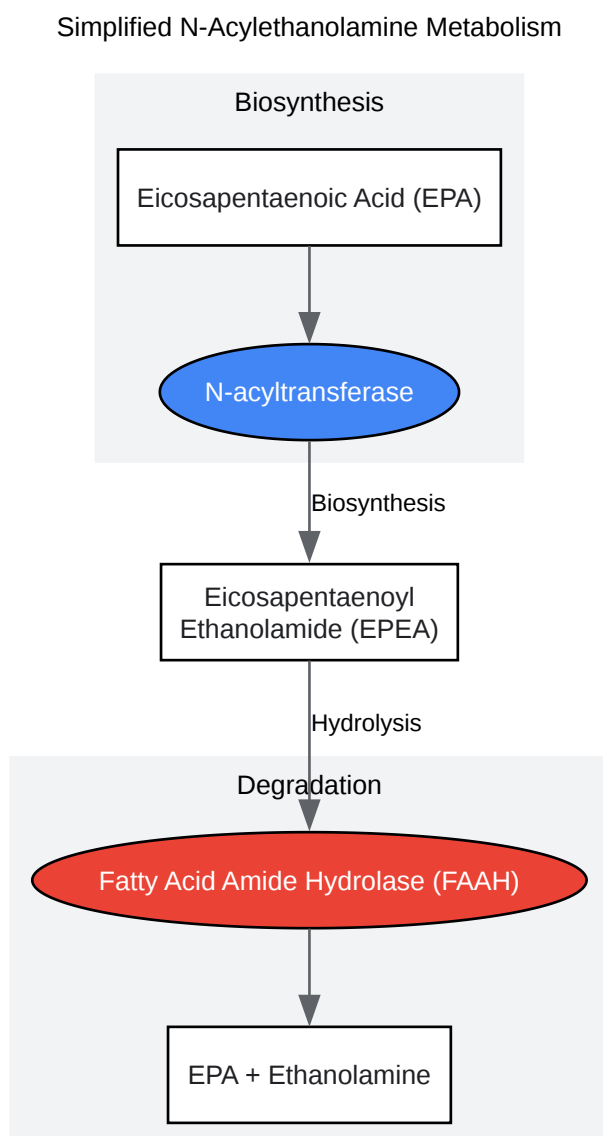 Simplified N-Acylethanolamine Metabolism
Biosynthesis
Eicosapentaenoic Acid (EPA)
N-acyltransferase
Biosynthesis
Eicosapentaenoyl
Ethanolamide (EPEA)
Hydrolysis
Degradation
Fatty Acid Amide Hydrolase (FAAH)
EPA + Ethanolamine